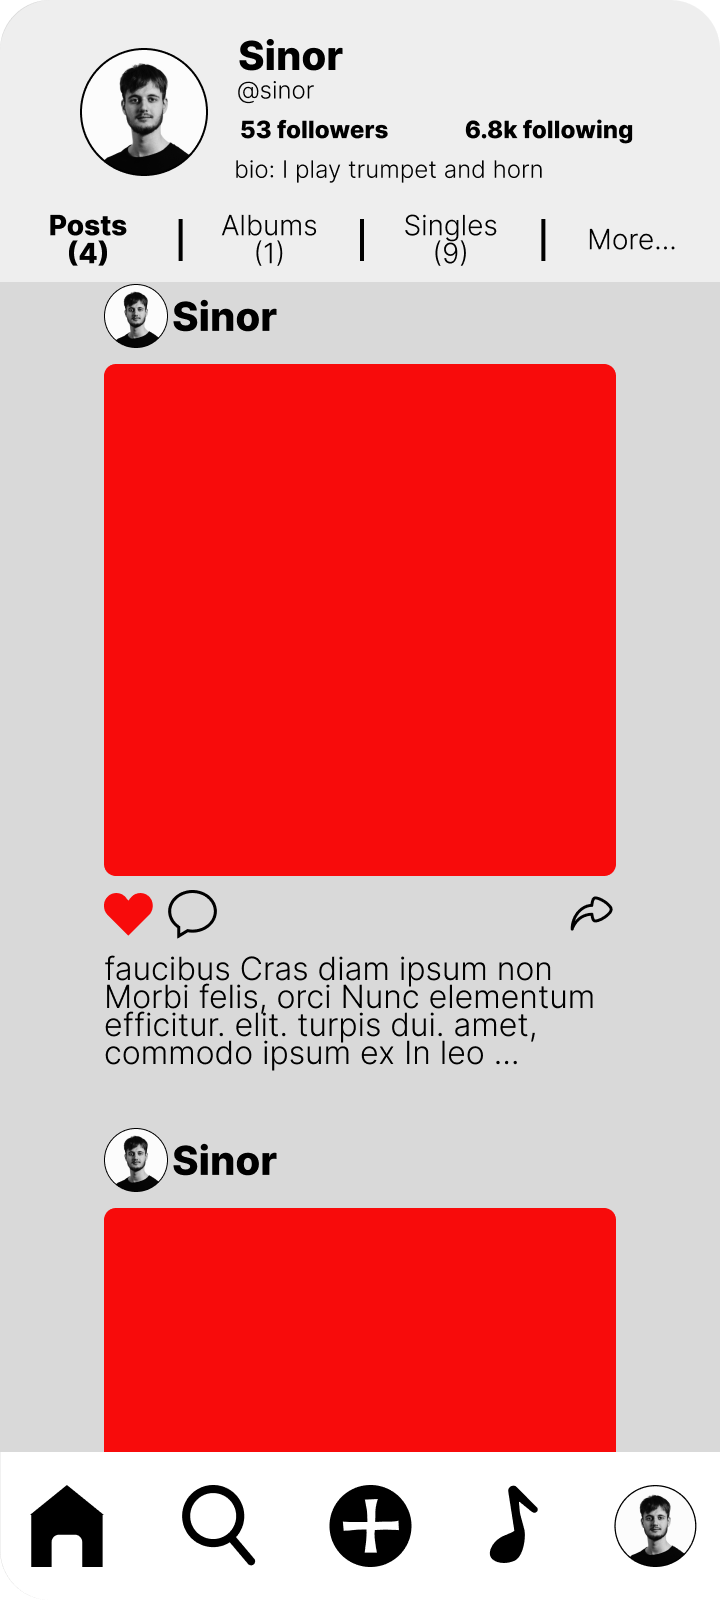 Sinor
@sinor
53 followers 6.8k following
bio: I play trumpet and horn
Posts
(4)
Albums
(1)
Singles
(9)
More...
Sinor
faucibus Cras diam ipsum non
Morbi felis, orci Nunc elementum
efficitur. elit. turpis dui. amet,
commodo ipsum ex In leo ...
Sinor